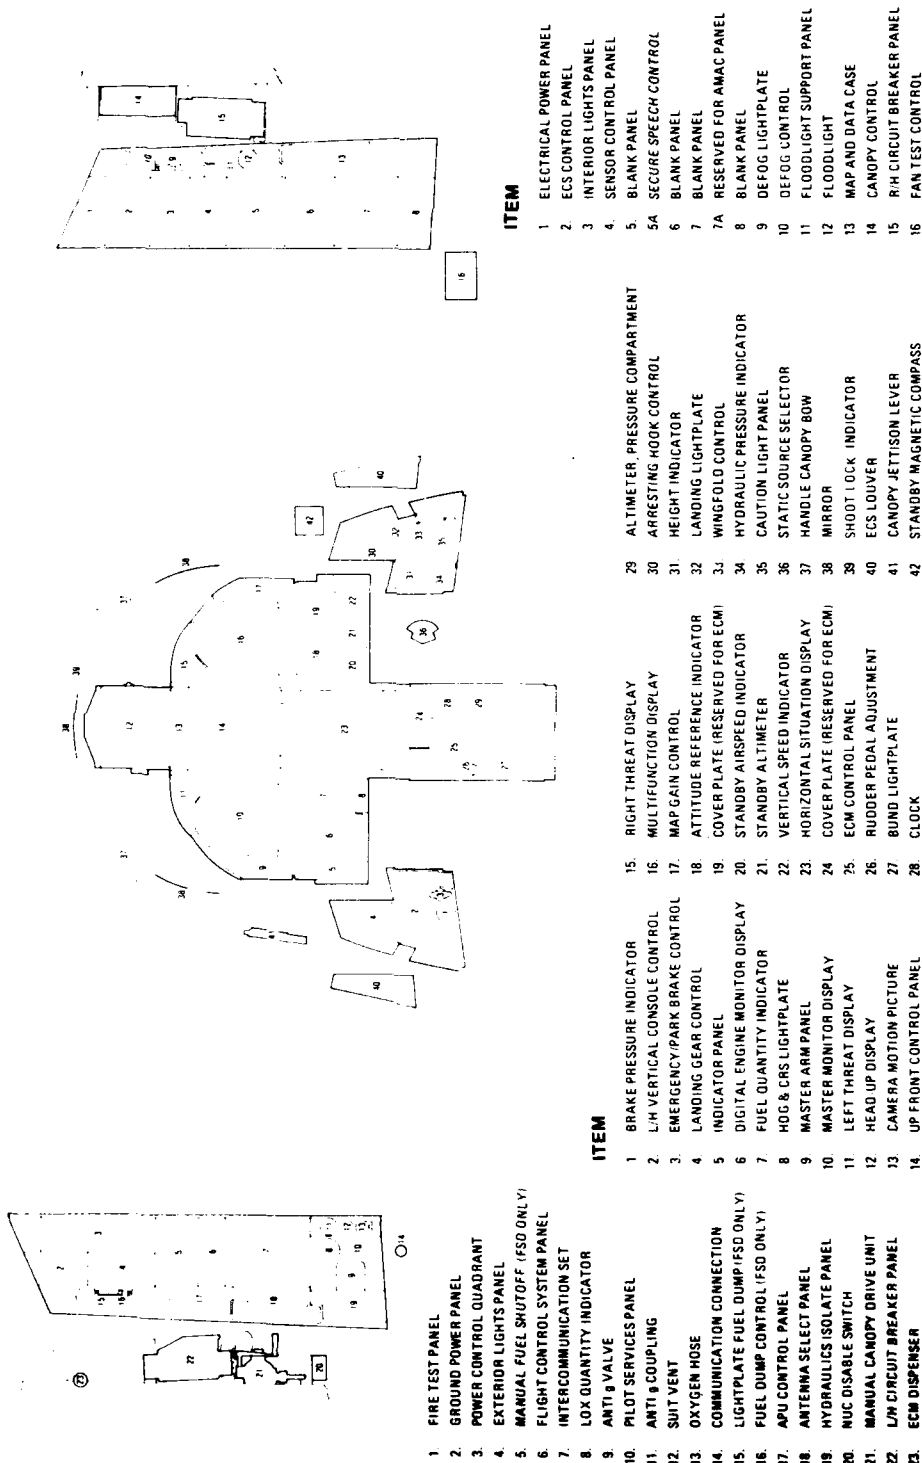 1 FIRE TEST PANEL
2. GROUND POWER PANEL
3. POWER CONTROL QUADRANT
4. EXTERIOR LIGHTS PANEL
5. MANUAL FUEL SHUTOFF (FSD ONLY)
6. FLIGHT CONTROL SYSTEM PANEL
7. INTERCOMMUNICATION SET
8. LOX QUANTITY INDICATOR
9. ANTI g VALVE
10. PILOT SERVICES PANEL
11. ANTI g COUPLING
12. SUIT VENT
13. OXYGEN HOSE
14. COMMUNICATION CONNECTION
15. LIGHTPLATE FUEL DUMP (FSD ONLY)
16. FUEL DUMP CONTROL (FSD ONLY)
17. APU CONTROL PANEL
18. ANTENNA SELECT PANEL
19. HYDRAULICS ISOLATE PANEL
20. NUC DISABLE SWITCH
21. MANUAL CANOPY DRIVE UNIT
22. L/H CIRCUIT BREAKER PANEL
23. ECM DISPENSER
ITEM
1 BRAKE PRESSURE INDICATOR
2. L/H VERTICAL CONSOLE CONTROL
3. EMERGENCY/PARK BRAKE CONTROL
4. LANDING GEAR CONTROL
5 INDICATOR PANEL
6 DIGITAL ENGINE MONITOR DISPLAY
7 FUEL QUANTITY INDICATOR
8 HDG & CRS LIGHTPLATE
9 MASTER ARM PANEL
10. MASTER MONITOR DISPLAY
11 LEFT THREAT DISPLAY
12 HEAD UP DISPLAY
13. CAMERA MOTION PICTURE
14. UP FRONT CONTROL PANEL
15. RIGHT THREAT DISPLAY
16. MULTIFUNCTION DISPLAY
17. MAP GAIN CONTROL
18. ATTITUDE REFERENCE INDICATOR
19. COVER PLATE (RESERVED FOR ECM)
20. STANDBY AIRSPEED INDICATOR
21. STANDBY ALTIMETER
22. VERTICAL SPEED INDICATOR
23. HORIZONTAL SITUATION DISPLAY
24 COVER PLATE (RESERVED FOR ECM)
25. ECM CONTROL PANEL
26. RUDDER PEDAL ADJUSTMENT
27. BUND LIGHTPLATE
28. CLOCK
29 ALTIMETER, PRESSURE COMPARTMENT
30 ARRESTING HOOK CONTROL
31. HEIGHT INDICATOR
32 LANDING LIGHTPLATE
33. WINGFOLD CONTROL
34. HYDRAULIC PRESSURE INDICATOR
35 CAUTION LIGHT PANEL
36 STATIC SOURCE SELECTOR
37 HANDLE CANOPY BOW
38 MIRROR
39 SHOOT LOCK INDICATOR
40 ECS LOUVER
41 CANOPY JETTISON LEVER
42 STANDBY MAGNETIC COMPASS
ITEM
1 ELECTRICAL POWER PANEL
2. ECS CONTROL PANEL
3 INTERIOR LIGHTS PANEL
4. SENSOR CONTROL PANEL
5. BLANK PANEL
5A SECURE SPEECH CONTROL
6 BLANK PANEL
7 BLANK PANEL
7A RESERVED FOR AMAC PANEL
8 BLANK PANEL
9 DEFOG LIGHTPLATE
10 DEFOG CONTROL
11 FLOODLIGHT SUPPORT PANEL
12 FLOODLIGHT
13 MAP AND DATA CASE
14 CANOPY CONTROL
15 R/H CIRCUIT BREAKER PANEL
16 FAN TEST CONTROL